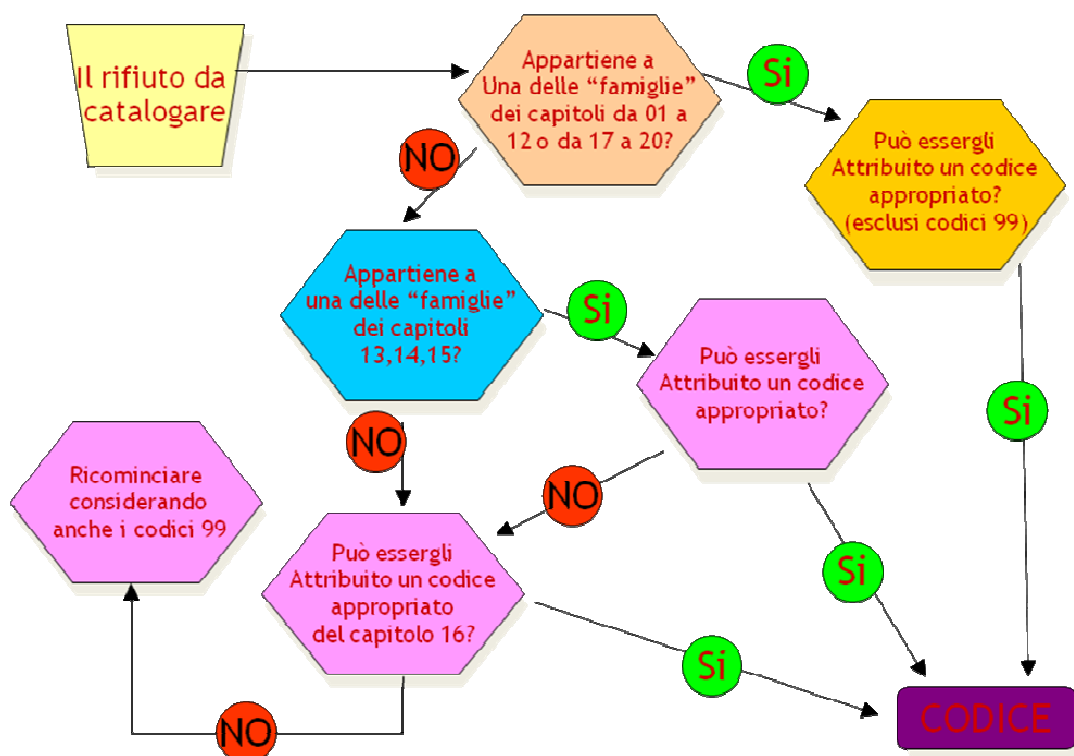 Il rifiuto da
catalogare
Appartiene a
Una delle “famiglie”
dei capitoli da 01 a
12 o da 17 a 20?
Si
Può essergli
Attribuito un codice
appropriato?
(esclusi codici 99)
NO
Appartiene a
una delle “famiglie”
dei capitoli
13,14,15?
Si
Può essergli
Attribuito un codice
appropriato?
Si
NO
NO
Ricominciare
considerando
anche i codici 99
Può essergli
Attribuito un codice
appropriato
del capitolo 16?
Si
Si
NO
CODICE